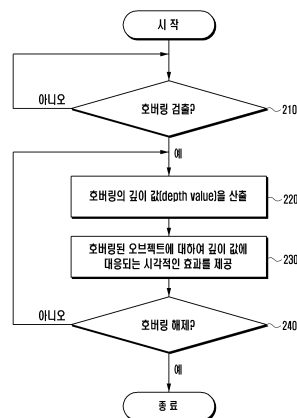 시 작
아니오
호버링 검출?
210
예
호버링의 깊이 값(depth value)을 산출
220
호버링된 오브젝트에 대하여 깊이 값에
대응되는 시각적인 효과를 제공
230
아니오
호버링 해제?
240
예
종 료